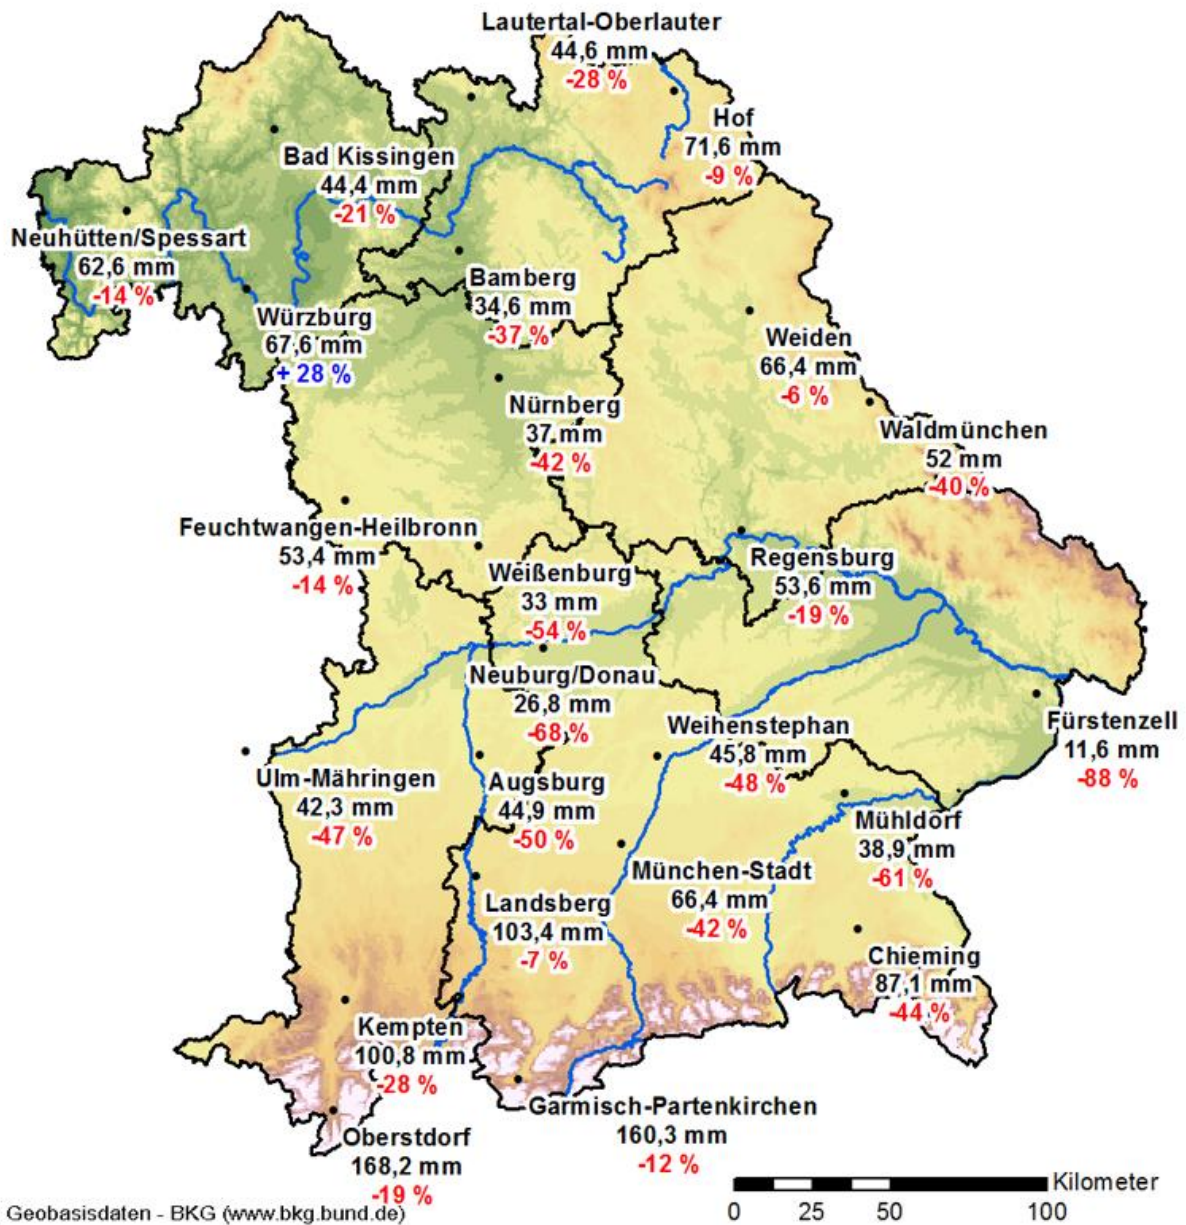 Lautertal-Oberlauter
44,6 mm
-28 %
Hof
71,6 mm
-9 %
Bad Kissingen
44,4 mm
-21 %
Neuhütten/Spessart
62,6 mm
-14 %
Bamberg
34,6 mm
-37 %
Würzburg
67,6 mm
+ 28 %
Weiden
66,4 mm
-6 %
Nürnberg
37 mm
-42 %
Waldmünchen
52 mm
-40 %
Feuchtwangen-Heilbronn
53,4 mm
-14 %
Weißenburg
33 mm
-54 %
Regensburg
53,6 mm
-19 %
Neuburg/Donau
26,8 mm
-68 %
Weihenstephan
45,8 mm
-48 %
Fürstenzell
11,6 mm
-88 %
Ulm-Mähringen
42,3 mm
-47 %
Augsburg
44,9 mm
-50 %
Mühldorf
38,9 mm
-61 %
München-Stadt
66,4 mm
-42 %
Landsberg
103,4 mm
-7 %
Chieming
87,1 mm
-44 %
Kempten
100,8 mm
-28 %
Garmisch-Partenkirchen
160,3 mm
-12 %
Oberstdorf
168,2 mm
-19 %
Kilometer
0 25 50 100
Geobasisdaten - BKG (www.bkg.bund.de)